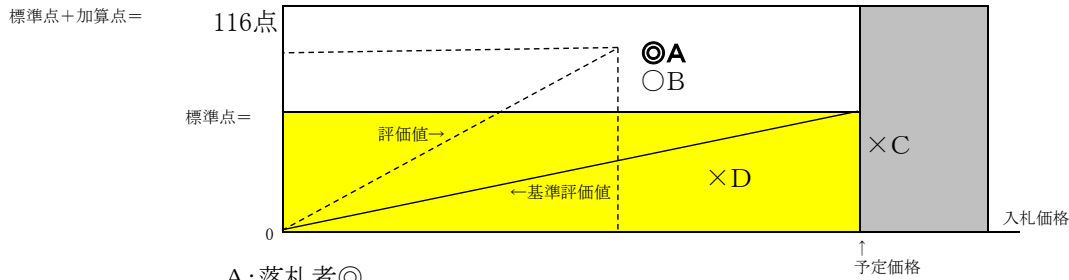 標準点＋加算点＝
116点
◎A
○B
標準点＝
評価値→
×C
×D
←基準評価値
入札価格
0
↑
予定価格
A:落札者◎